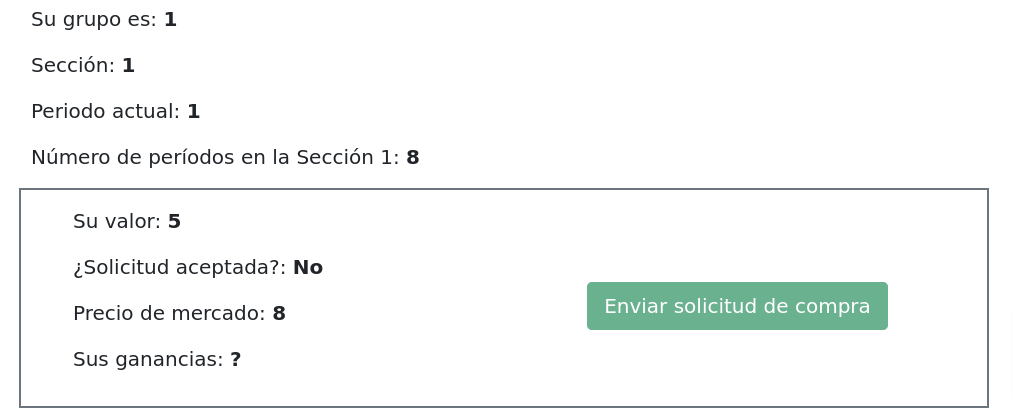 Su grupo es: 1
Sección: 1
Periodo actual: 1
Número de períodos en la Sección 1: 8
Su valor: 5
¿Solicitud aceptada?: No
Enviar solicitud de compra
Precio de mercado: 8
Sus ganancias: ?